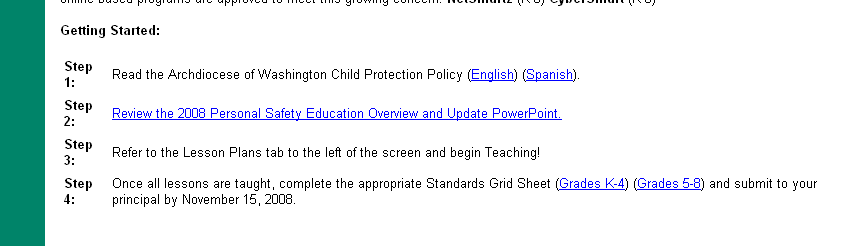 online based programs are approved to meet this growing concern. NetSmartz (K-8) CyberSmart (K-8)
Getting Started:
Step 1:
Read the Archdiocese of Washington Child Protection Policy (English) (Spanish).
Step 2:
Review the 2008 Personal Safety Education Overview and Update PowerPoint.
Step 3:
Refer to the Lesson Plans tab to the left of the screen and begin Teaching!
Step 4:
Once all lessons are taught, complete the appropriate Standards Grid Sheet (Grades K-4) (Grades 5-8) and submit to your
principal by November 15, 2008.